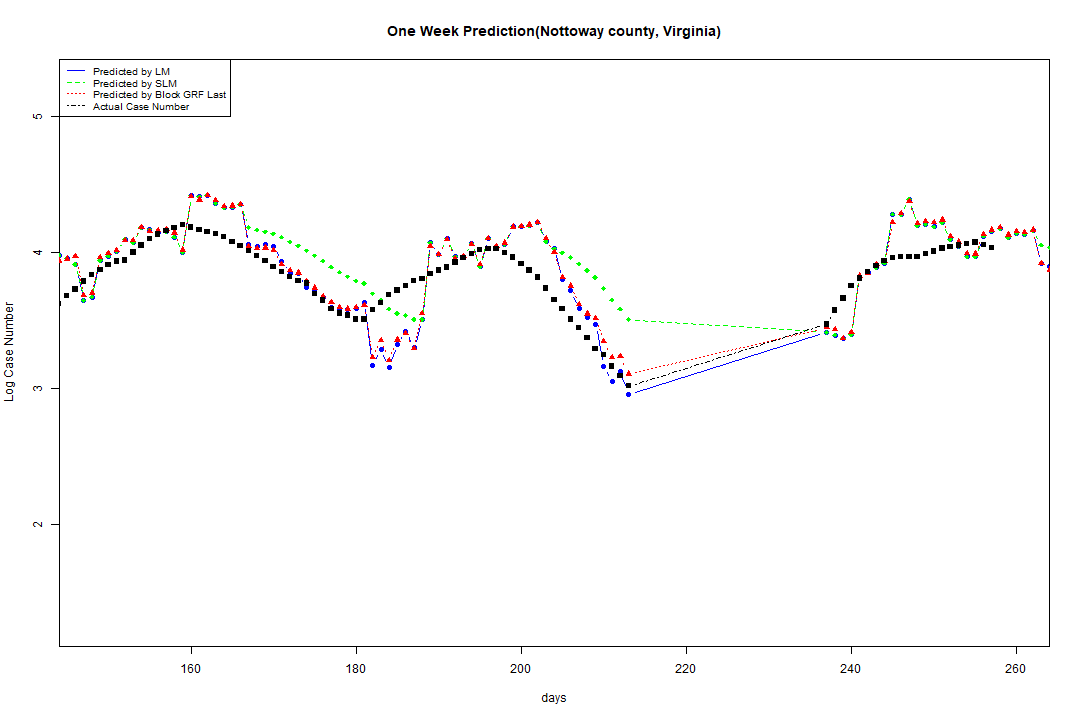 One Week Prediction(Nottoway county, Virginia)
Predicted by LM
Predicted by SLM
Predicted by Block GRF Last
Actual Case Number
5
4
3
2
Log Case Number
160 180 200 220 240 260
days